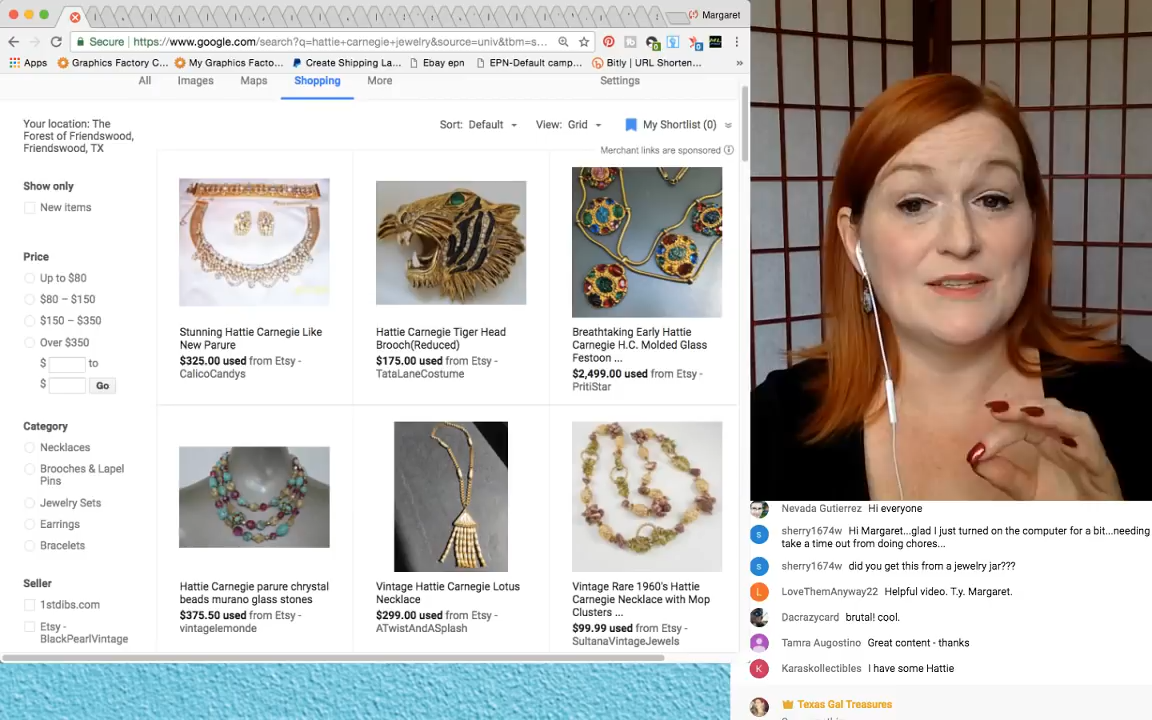 Margaret
Secure https://www.google.com/search?q=hattie+carnegie+jewelry&source=univ&tbm=s...
Apps Graphics Factory C... My Graphics Facto... Create Shipping La... Ebay epn EPN-Default camp... Bitly | URL Shorten... »
All Images Maps Shopping More Settings
Your location: The
Forest of Friendswood,
Friendswood, TX
Sort: Default View: Grid My Shortlist (0)
Merchant links are sponsored
Show only
New items
Price
Up to $80
$80 – $150
$150 – $350
Over $350
$ to
$ Go
Category
Necklaces
Brooches & Lapel
Pins
Jewelry Sets
Earrings
Bracelets
Seller
1stdibs.com
Etsy -
BlackPearlVintage
Stunning Hattie Carnegie Like
New Parure
$325.00 used from Etsy -
CalicoCandys
Hattie Carnegie Tiger Head
Brooch(Reduced)
$175.00 used from Etsy -
TataLaneCostume
Breathtaking Early Hattie
Carnegie H.C. Molded Glass
Festoon ...
$2,499.00 used from Etsy -
PritiStar
Hattie Carnegie parure chrystal
beads murano glass stones
$375.50 used from Etsy -
vintagelemonde
Vintage Hattie Carnegie Lotus
Necklace
$299.00 used from Etsy -
ATwistAndASplash
Vintage Rare 1960's Hattie
Carnegie Necklace with Mop
Clusters ...
$99.99 used from Etsy -
SultanaVintageJewels
Nevada Gutierrez Hi everyone
sherry1674w Hi Margaret...glad I just turned on the computer for a bit...needing
take a time out from doing chores...
sherry1674w did you get this from a jewelry jar???
LoveThemAnyway22 Helpful video. T.y. Margaret.
Dacrazycard brutal! cool.
Tamra Augostino Great content - thanks
Karaskollectibles I have some Hattie
Texas Gal Treasures